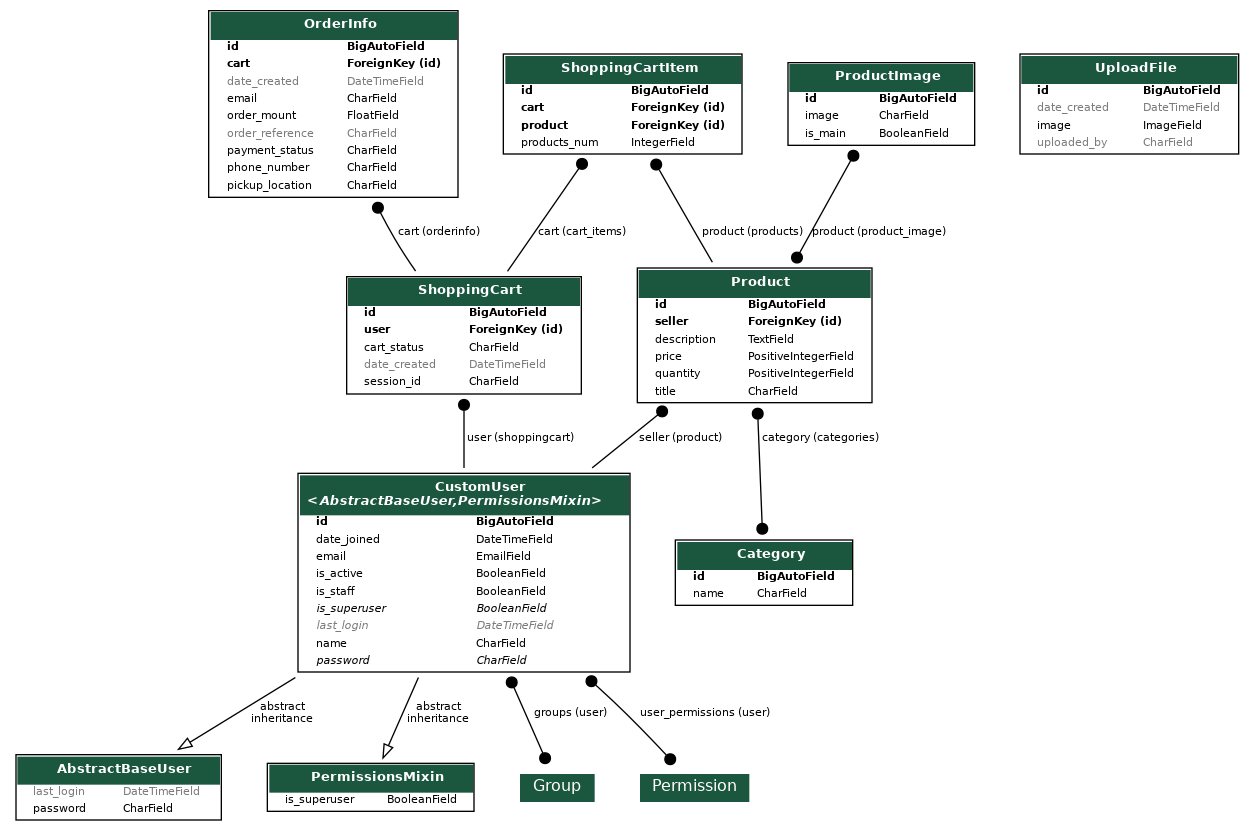 OrderInfo
id BigAutoField
cart ForeignKey (id)
date_created DateTimeField
email CharField
order_mount FloatField
order_reference CharField
payment_status CharField
phone_number CharField
pickup_location CharField
ShoppingCartItem
id BigAutoField
cart ForeignKey (id)
product ForeignKey (id)
products_num IntegerField
ProductImage
id BigAutoField
image CharField
is_main BooleanField
UploadFile
id BigAutoField
date_created DateTimeField
image ImageField
uploaded_by CharField
cart (orderinfo)
cart (cart_items)
product (products)
product (product_image)
ShoppingCart
id BigAutoField
user ForeignKey (id)
cart_status CharField
date_created DateTimeField
session_id CharField
Product
id BigAutoField
seller ForeignKey (id)
description TextField
price PositiveIntegerField
quantity PositiveIntegerField
title CharField
user (shoppingcart)
seller (product)
category (categories)
CustomUser
<AbstractBaseUser,PermissionsMixin>
id BigAutoField
date_joined DateTimeField
email EmailField
is_active BooleanField
is_staff BooleanField
is_superuser BooleanField
last_login DateTimeField
name CharField
password CharField
Category
id BigAutoField
name CharField
abstract
inheritance
abstract
inheritance
groups (user)
user_permissions (user)
AbstractBaseUser
last_login DateTimeField
password CharField
PermissionsMixin
is_superuser BooleanField
Group
Permission